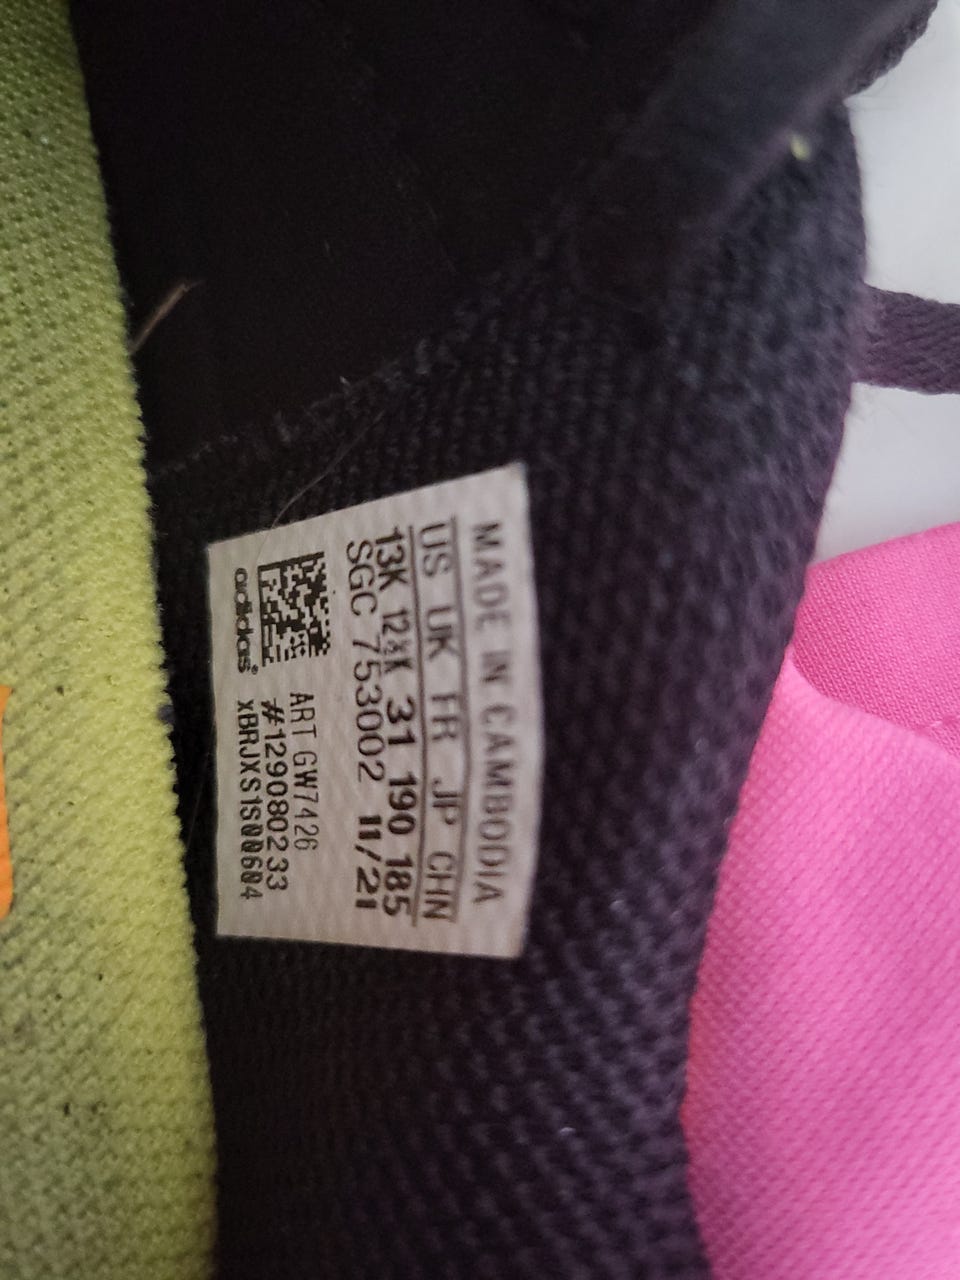 MADE IN CAMBODIA
US UK FR JP CHN
13K 12½K 31 190 185
SGC 753002 11/21
ART GW7426
#129080233
adidas® xBRJXS1S00604